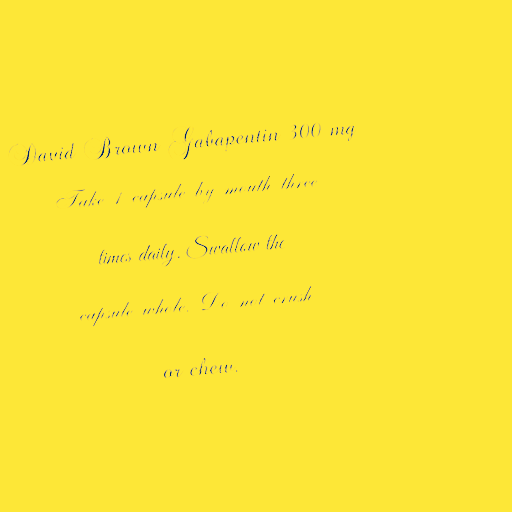 David Brown Gabapentin 300 mg
Take 1 capsule by mouth three
times daily. Swallow the
capsule whole. Do not crush
or chew.